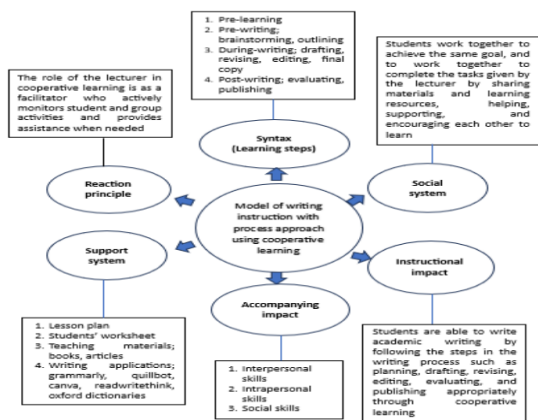 1. Pre-learning
2. Pre-writing;
brainstorming, outlining
3. During-writing; drafting,
revising, editing, final
copy
4. Post-writing; evaluating,
publishing
Students work together to
achieve the same goal, and
to work together to
complete the tasks given by
the lecturer by sharing
materials and learning
resources, helping,
supporting, and
encouraging each other to
learn
The role of the lecturer in
cooperative learning is as a
facilitator who actively
monitors student and group
activities and provides
assistance when needed
Syntax
(Learning steps)
Reaction
principle
Social
system
Model of writing
instruction with
process approach
using cooperative
learning
Support
system
Instructional
impact
Accompanying
impact
1. Lesson plan
2. Students' worksheet
3. Teaching materials;
books, articles
4. Writing applications;
grammarly, quillbot,
canva, readwritethink,
oxford dictionaries
1. Interpersonal
skills
2. Intrapersonal
skills
3. Social skills
Students are able to write
academic writing by
following the steps in the
writing process such as
planning, drafting, revising,
editing, evaluating, and
publishing appropriately
through cooperative
learning